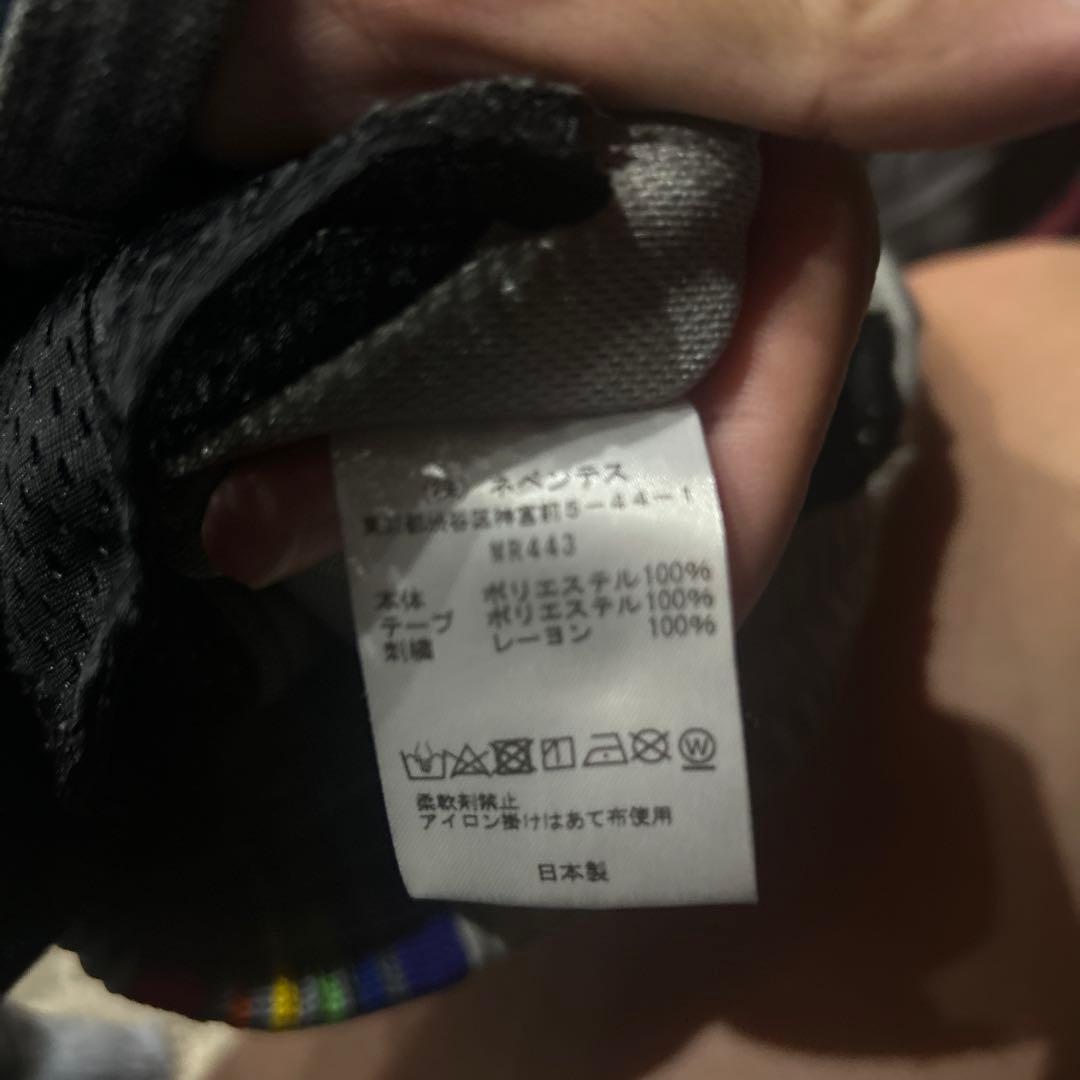 (株) ネペンテス
東京都渋谷区神宮前5-44-1
MR443
本体 ポリエステル100%
テープ ポリエステル100%
刺繍 レーヨン 100%
W
柔軟剤禁止
アイロン掛けはあて布使用
日本製